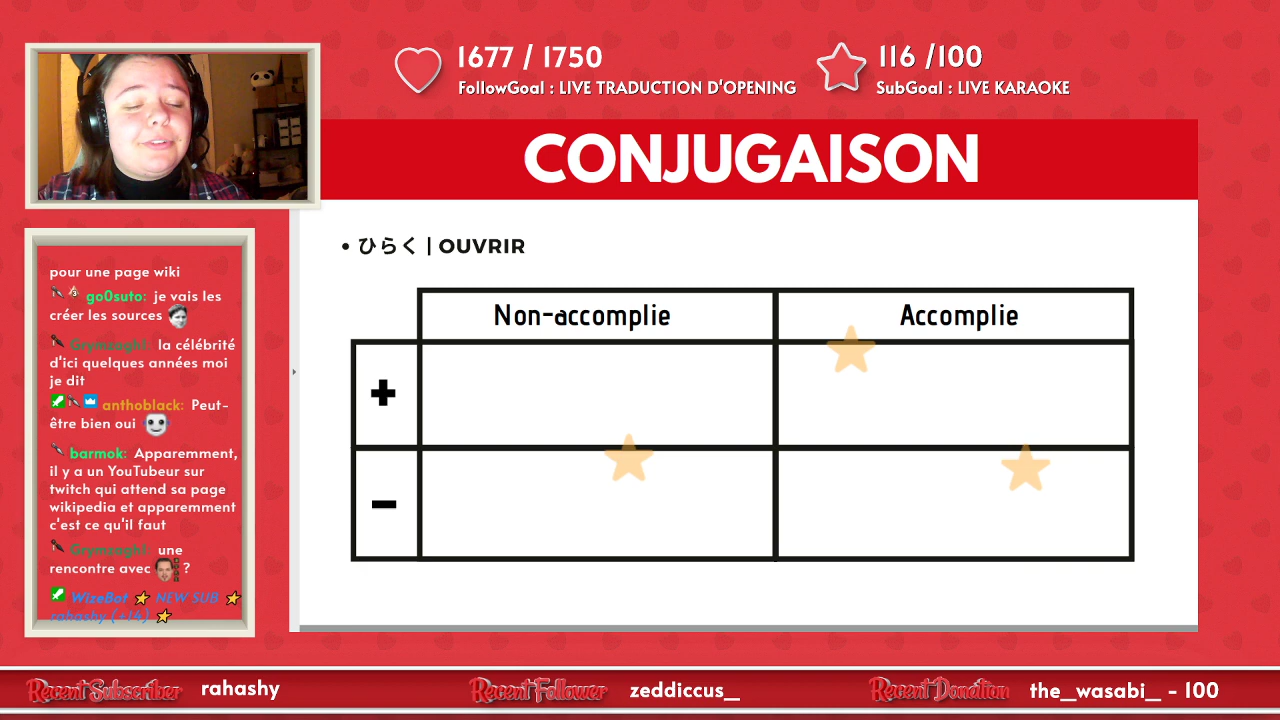 1677 / 1750
FollowGoal : LIVE TRADUCTION D'OPENING
116 /100
SubGoal : LIVE KARAOKE
CONJUGAISON
• ひらく | OUVRIR
Non-accomplie
Accomplie
+
-
pour une page wiki
go0suto: je vais les
créer les sources
Grymzagh1: la célébrité
d'ici quelques années moi
je dit
anthoblack: Peut-
être bien oui
barmok: Apparemment,
il y a un YouTubeur sur
twitch qui attend sa page
wikipedia et apparemment
c'est ce qu'il faut
Grymzagh1: une
rencontre avec ?
WizeBot NEW SUB
rahashy (+14)
Recent Subscriber rahashy
Recent Follower zeddiccus_
Recent Donation the_wasabi_ - 100